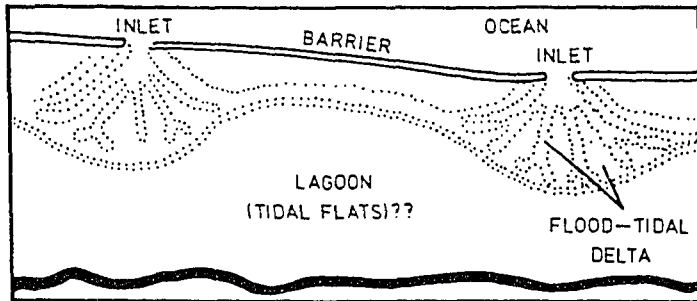 INLET
OCEAN
BARRIER
INLET
LAGOON
(TIDAL FLATS)??
FLOOD-TIDAL
DELTA